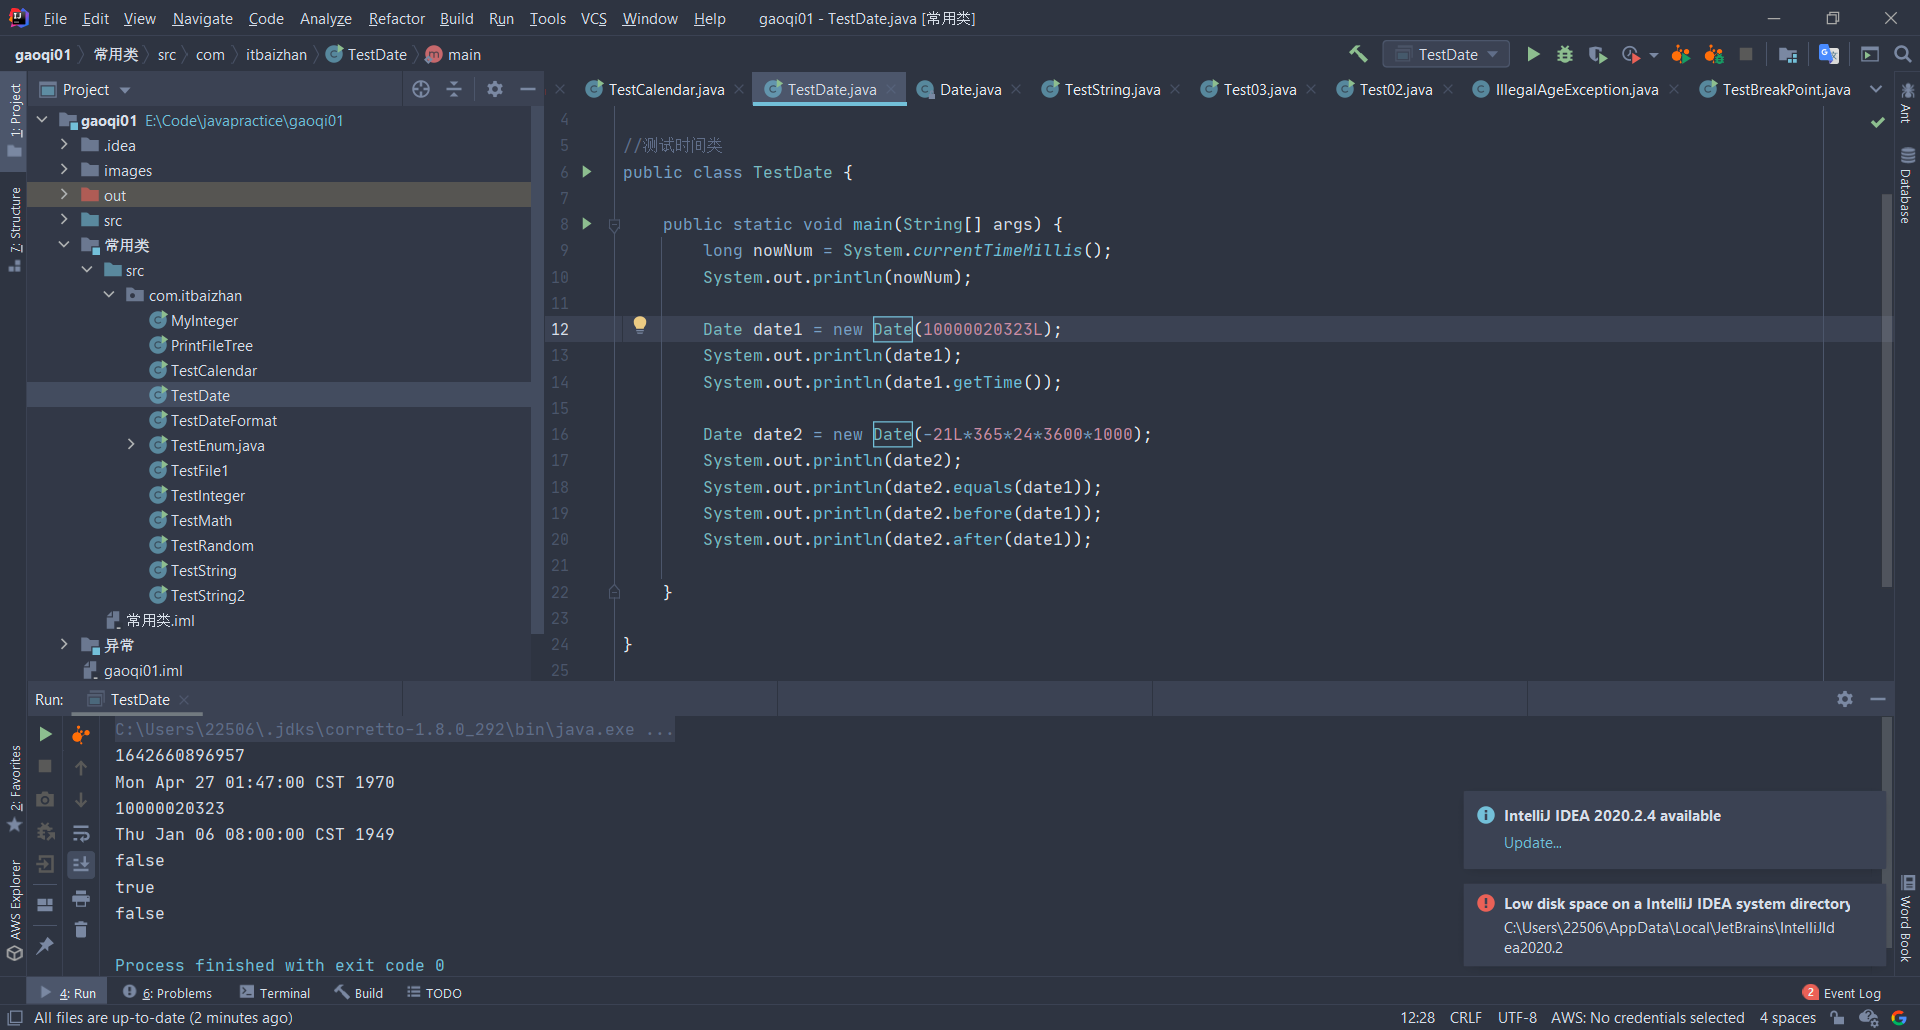 File Edit View Navigate Code Analyze Refactor Build Run Tools VCS Window Help gaoqi01 - TestDate.java [常用类]
gaoqi01 常用类 src com itbaizhan TestDate main TestDate
1: Project
7: Structure
2: Favorites
AWS Explorer
Project
gaoqi01 E:\Code\javapractice\gaoqi01
.idea
images
out
src
常用类
src
com.itbaizhan
MyInteger
PrintFileTree
TestCalendar
TestDate
TestDateFormat
TestEnum.java
TestFile1
TestInteger
TestMath
TestRandom
TestString
TestString2
常用类.iml
异常
gaoqi01.iml
TestCalendar.java TestDate.java Date.java TestString.java Test03.java Test02.java IllegalAgeException.java TestBreakPoint.java
4
5 //测试时间类
6 public class TestDate {
7
8 public static void main(String[] args) {
9 long nowNum = System.currentTimeMillis();
10 System.out.println(nowNum);
11
12 Date date1 = new Date(10000020323L);
13 System.out.println(date1);
14 System.out.println(date1.getTime());
15
16 Date date2 = new Date(-21L*365*24*3600*1000);
17 System.out.println(date2);
18 System.out.println(date2.equals(date1));
19 System.out.println(date2.before(date1));
20 System.out.println(date2.after(date1));
21
22 }
23
24 }
25
Ant
Database
Word Book
Run: TestDate
C:\Users\22506\.jdks\corretto-1.8.0_292\bin\java.exe ...
1642660896957
Mon Apr 27 01:47:00 CST 1970
10000020323
Thu Jan 06 08:00:00 CST 1949
false
true
false
Process finished with exit code 0
IntelliJ IDEA 2020.2.4 available
Update...
Low disk space on a IntelliJ IDEA system directory
C:\Users\22506\AppData\Local\JetBrains\IntelliJId
ea2020.2
4: Run 6: Problems Terminal Build TODO 2 Event Log
All files are up-to-date (2 minutes ago) 12:28 CRLF UTF-8 AWS: No credentials selected 4 spaces